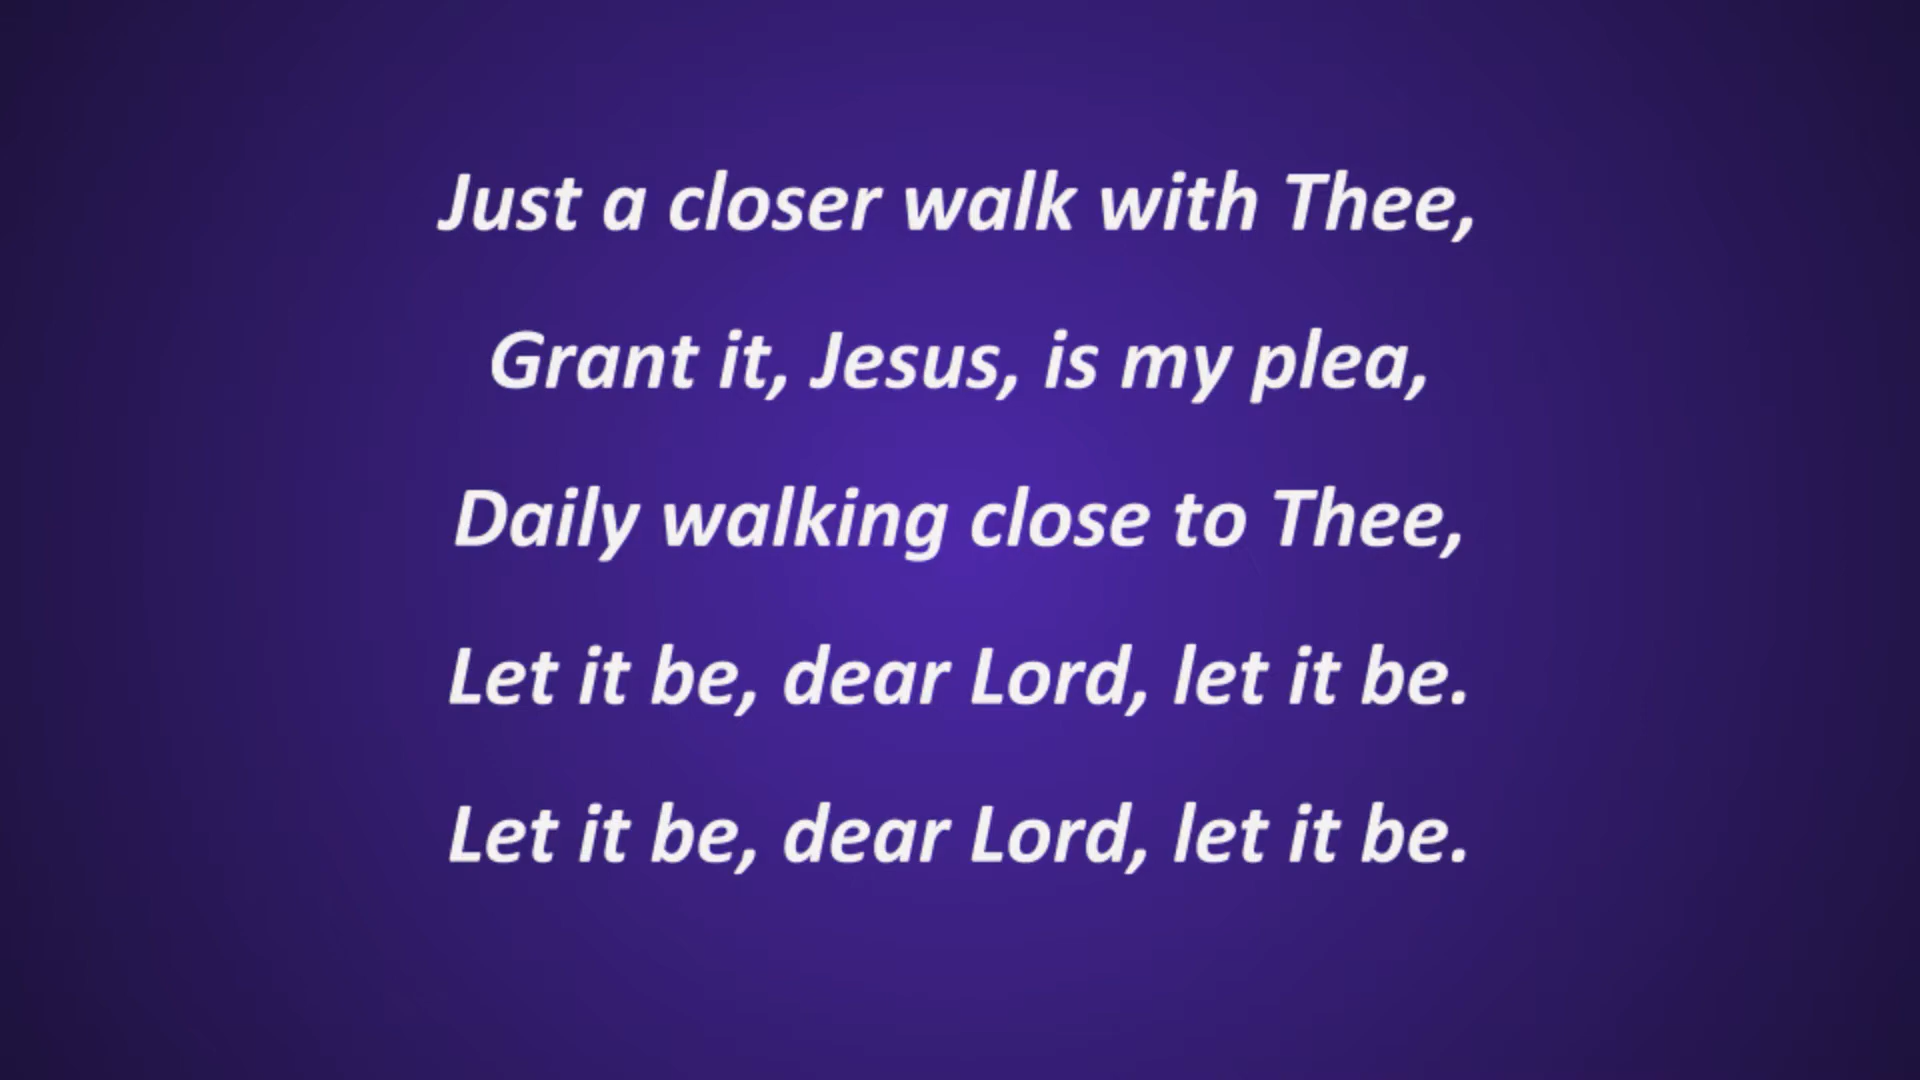 Just a closer walk with Thee,
Grant it, Jesus, is my plea,
Daily walking close to Thee,
Let it be, dear Lord, let it be.
Let it be, dear Lord, let it be.